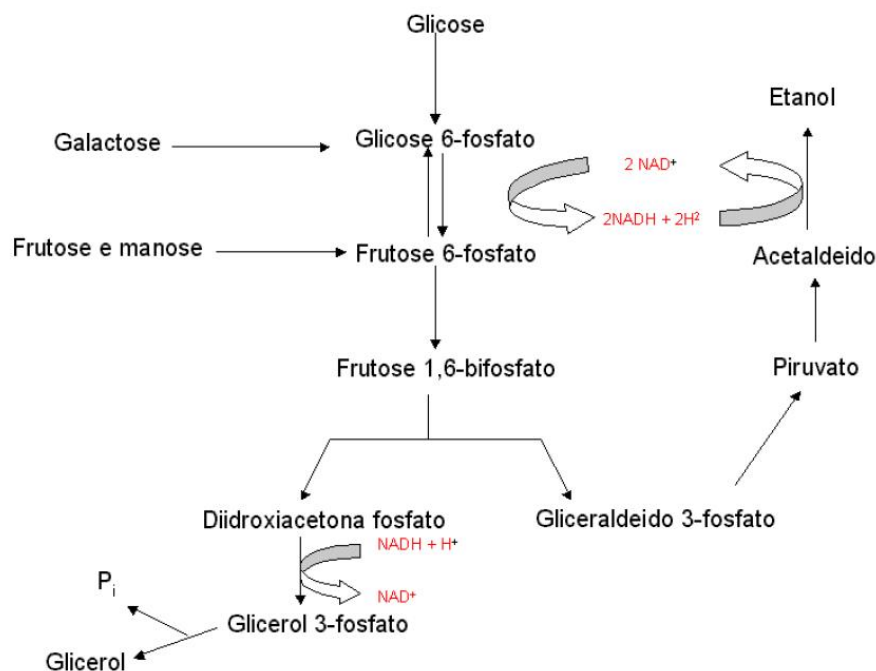 Glicose
Etanol
Galactose
Glicose 6-fosfato
2 NAD⁺
2NADH + 2H²
Frutose e manose
Frutose 6-fosfato
Acetaldeido
Frutose 1,6-bifosfato
Piruvato
Diidroxiacetona fosfato
Gliceraldeido 3-fosfato
NADH + H⁺
NAD⁺
Pᵢ
Glicerol 3-fosfato
Glicerol